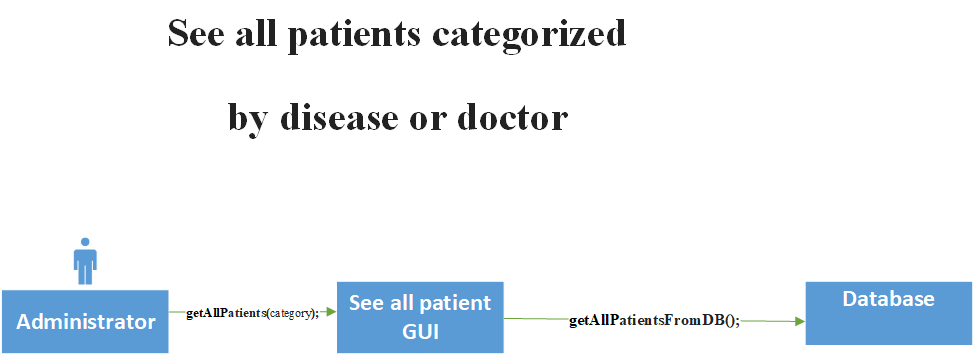 See all patients categorized
by disease or doctor
Administrator
getAllPatients(category);
See all patient
GUI
getAllPatientsFromDB();
Database